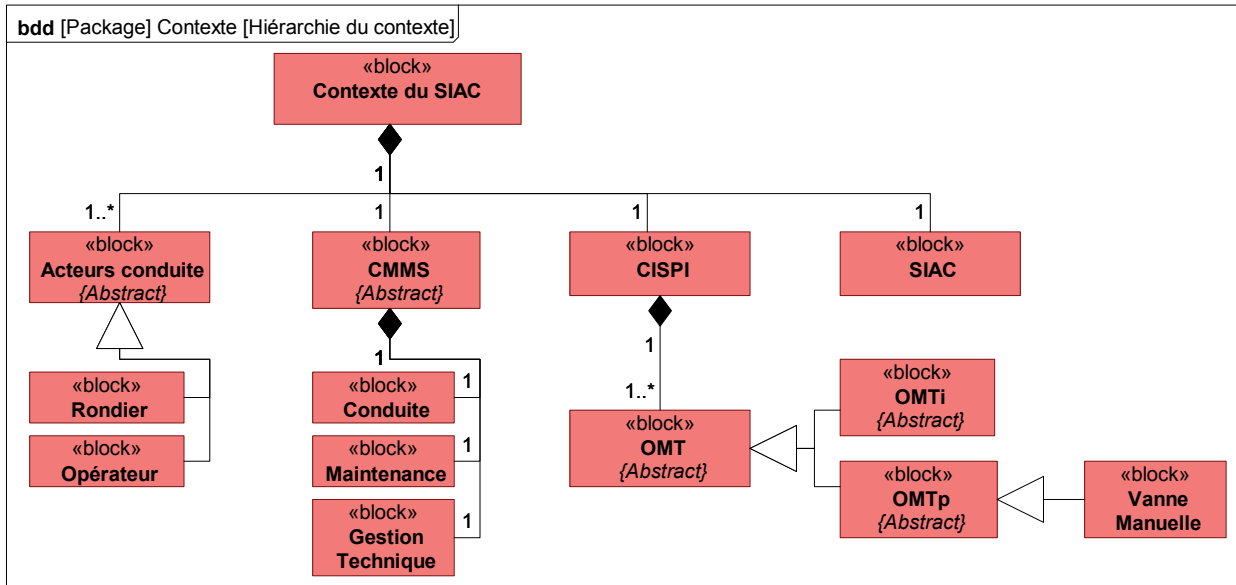 bdd [Package] Contexte [Hiérarchie du contexte]
«block»
Contexte du SIAC
1
1..*
1
1
1
«block»
Acteurs conduite
{Abstract}
«block»
CMMS
{Abstract}
«block»
CISPI
«block»
SIAC
1
1
«block»
Rondier
«block»
Conduite
1
1..*
«block»
OMTi
{Abstract}
«block»
Opérateur
«block»
Maintenance
1
«block»
OMT
{Abstract}
«block»
OMTp
{Abstract}
«block»
Vanne
Manuelle
«block»
Gestion
Technique
1